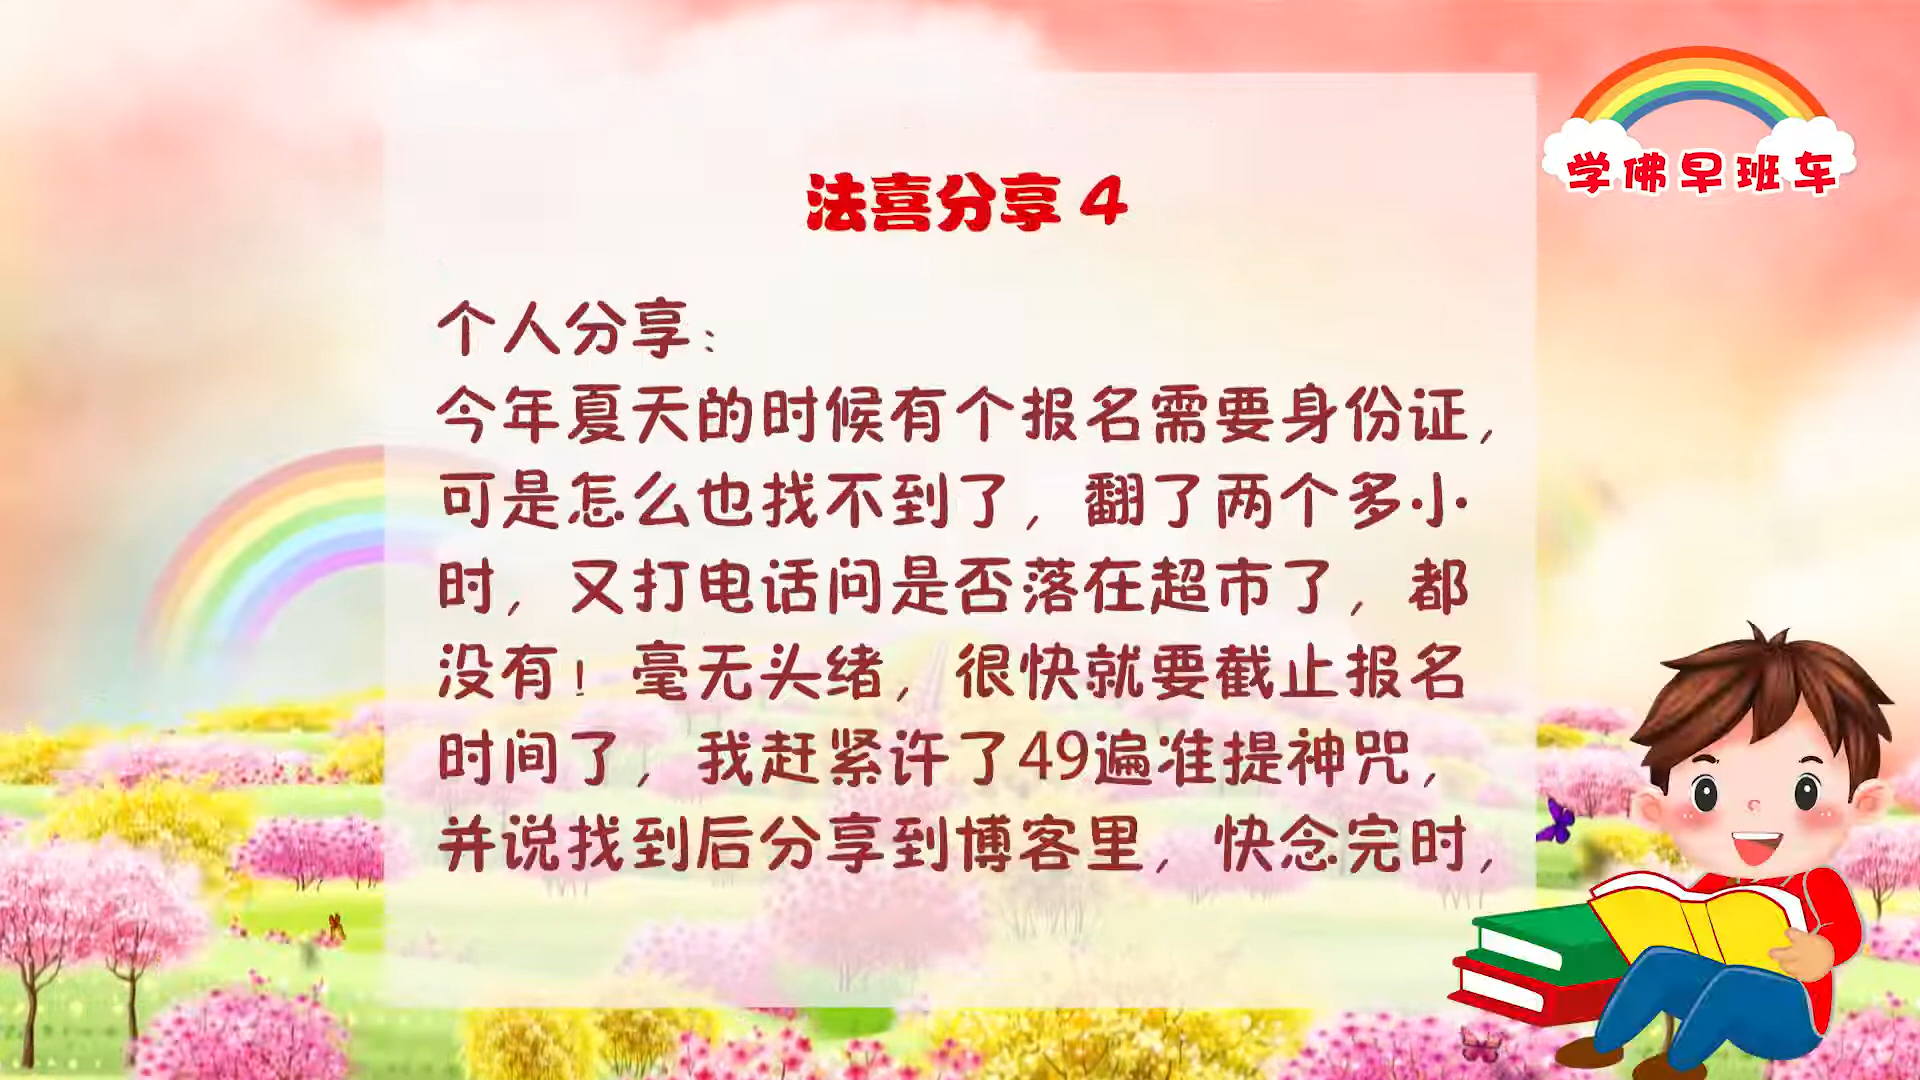 学佛早班车
法喜分享 4
个人分享：
今年夏天的时候有个报名需要身份证，
可是怎么也找不到了，翻了两个多小
时，又打电话问是否落在超市了，都
没有！毫无头绪，很快就要截止报名
时间了，我赶紧许了49遍准提神咒，
并说找到后分享到博客里，快念完时，